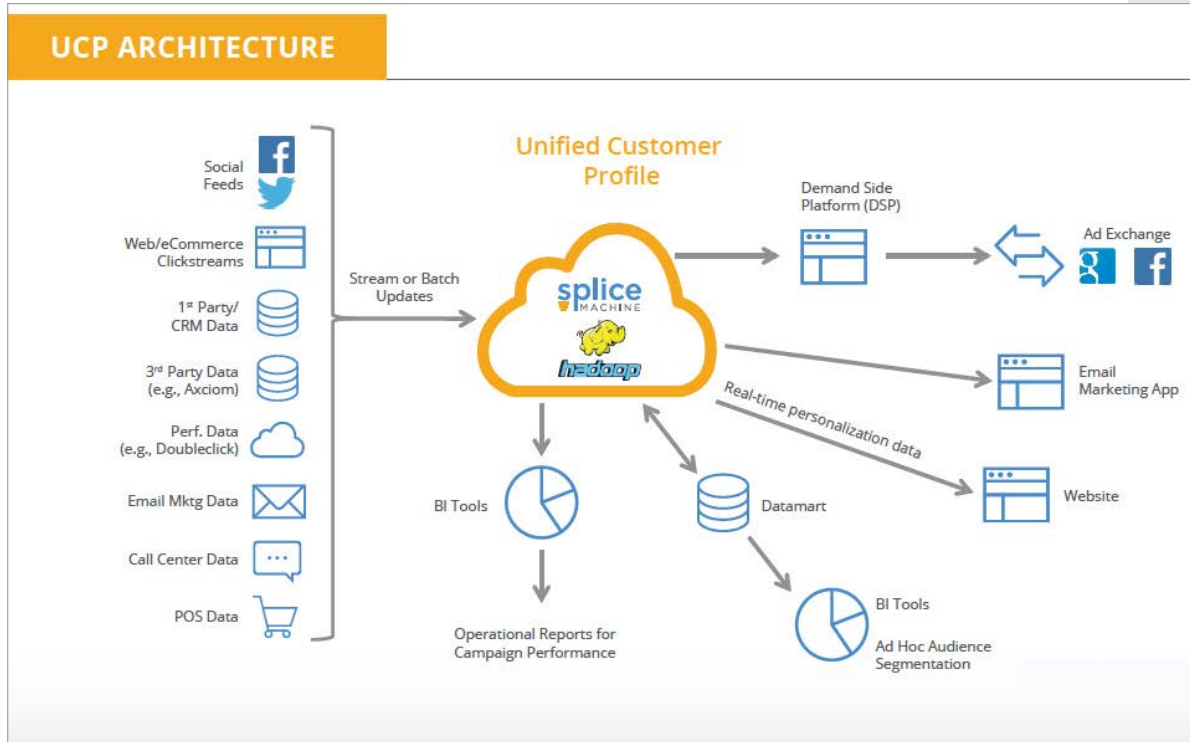 UCP ARCHITECTURE
Social
Feeds
f
Web/eCommerce
Clickstreams
1st Party/
CRM Data
3rd Party Data
(e.g., Axciom)
Perf. Data
(e.g., Doubleclick)
Email Mktg Data
Call Center Data
POS Data
Stream or Batch
Updates
Unified Customer
Profile
splice
MACHINE
hadoop
Demand Side
Platform (DSP)
Ad Exchange
g f
Email
Marketing App
Real-time personalization data
Website
BI Tools
Datamart
Operational Reports for
Campaign Performance
BI Tools
Ad Hoc Audience
Segmentation